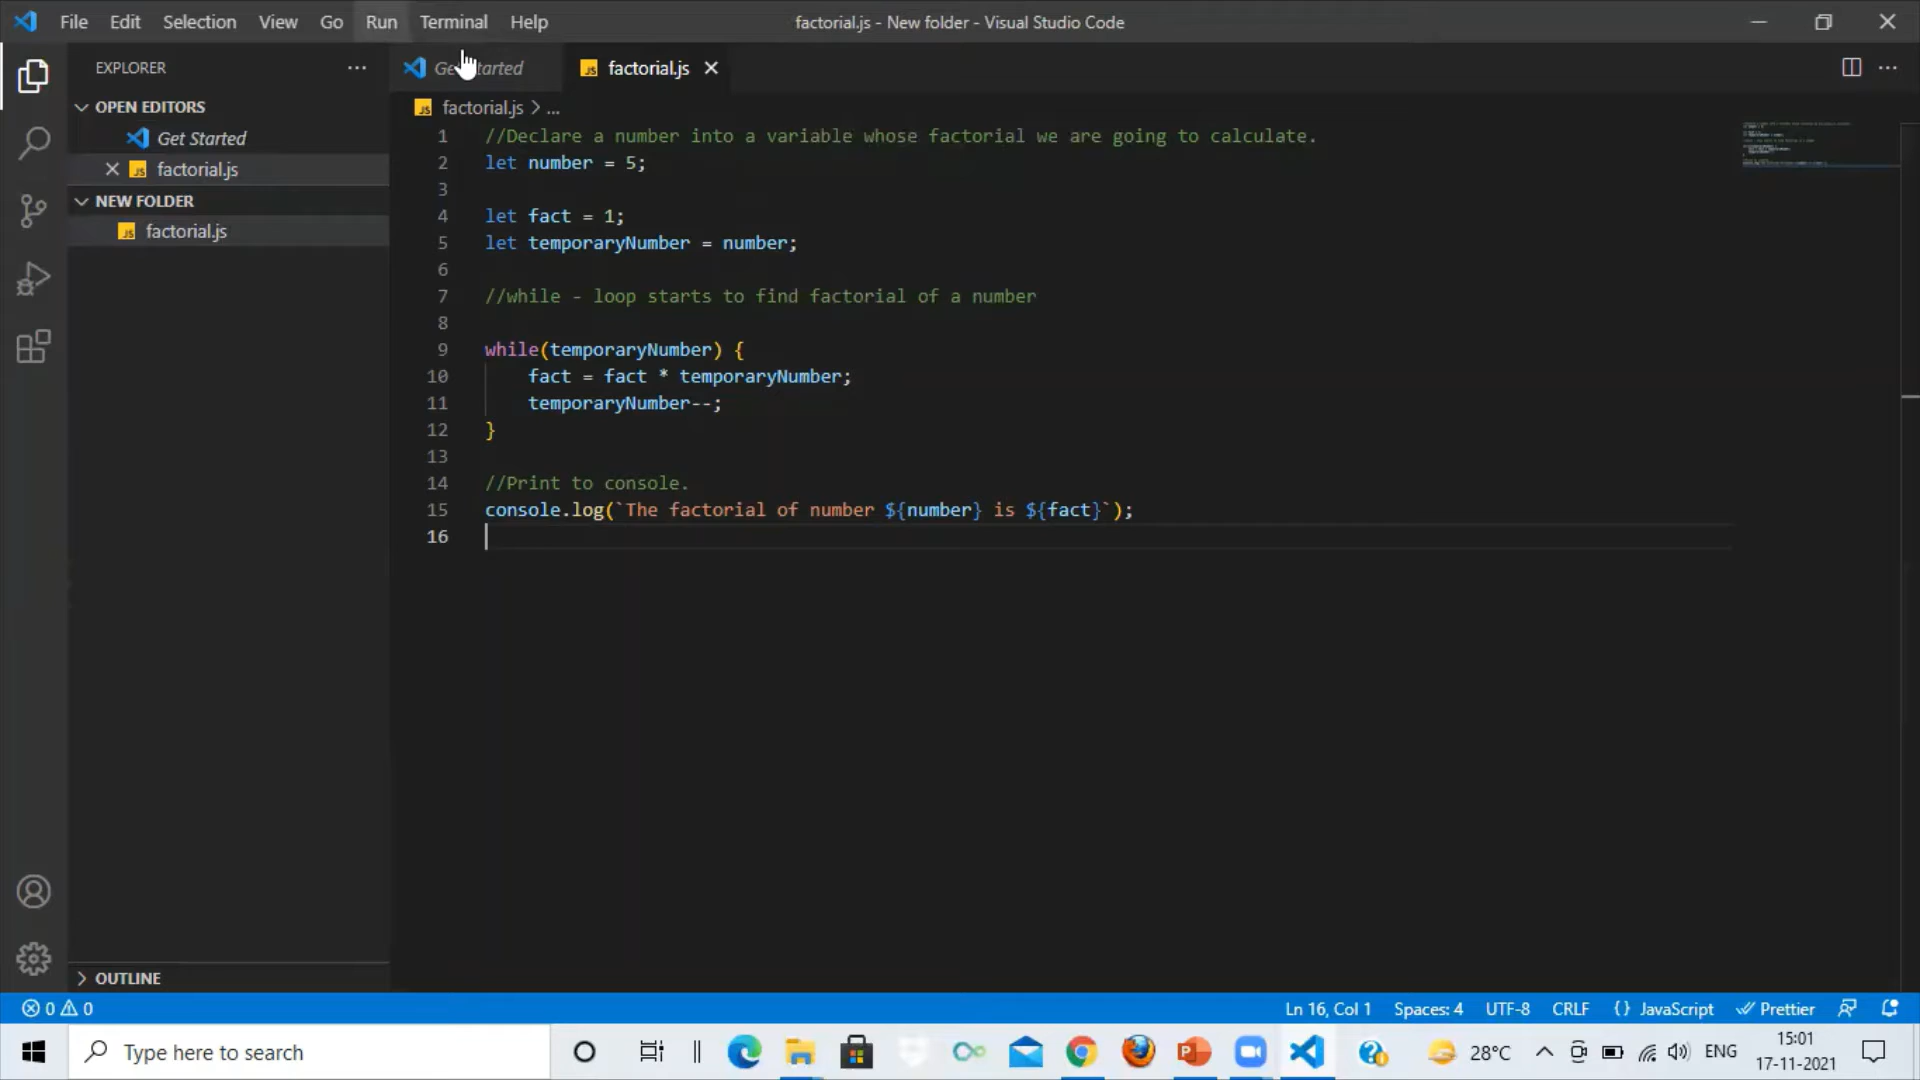 File Edit Selection View Go Run Terminal Help factorial.js - New folder - Visual Studio Code
EXPLORER
OPEN EDITORS
Get Started
factorial.js
NEW FOLDER
factorial.js
OUTLINE
Get Started factorial.js
factorial.js > ...
1 //Declare a number into a variable whose factorial we are going to calculate.
2 let number = 5;
3
4 let fact = 1;
5 let temporaryNumber = number;
6
7 //while - loop starts to find factorial of a number
8
9 while(temporaryNumber) {
10 fact = fact * temporaryNumber;
11 temporaryNumber--;
12 }
13
14 //Print to console.
15 console.log(`The factorial of number ${number} is ${fact}`);
16
0 0 Ln 16, Col 1 Spaces: 4 UTF-8 CRLF {} JavaScript Prettier
Type here to search 28°C ENG 15:01
17-11-2021